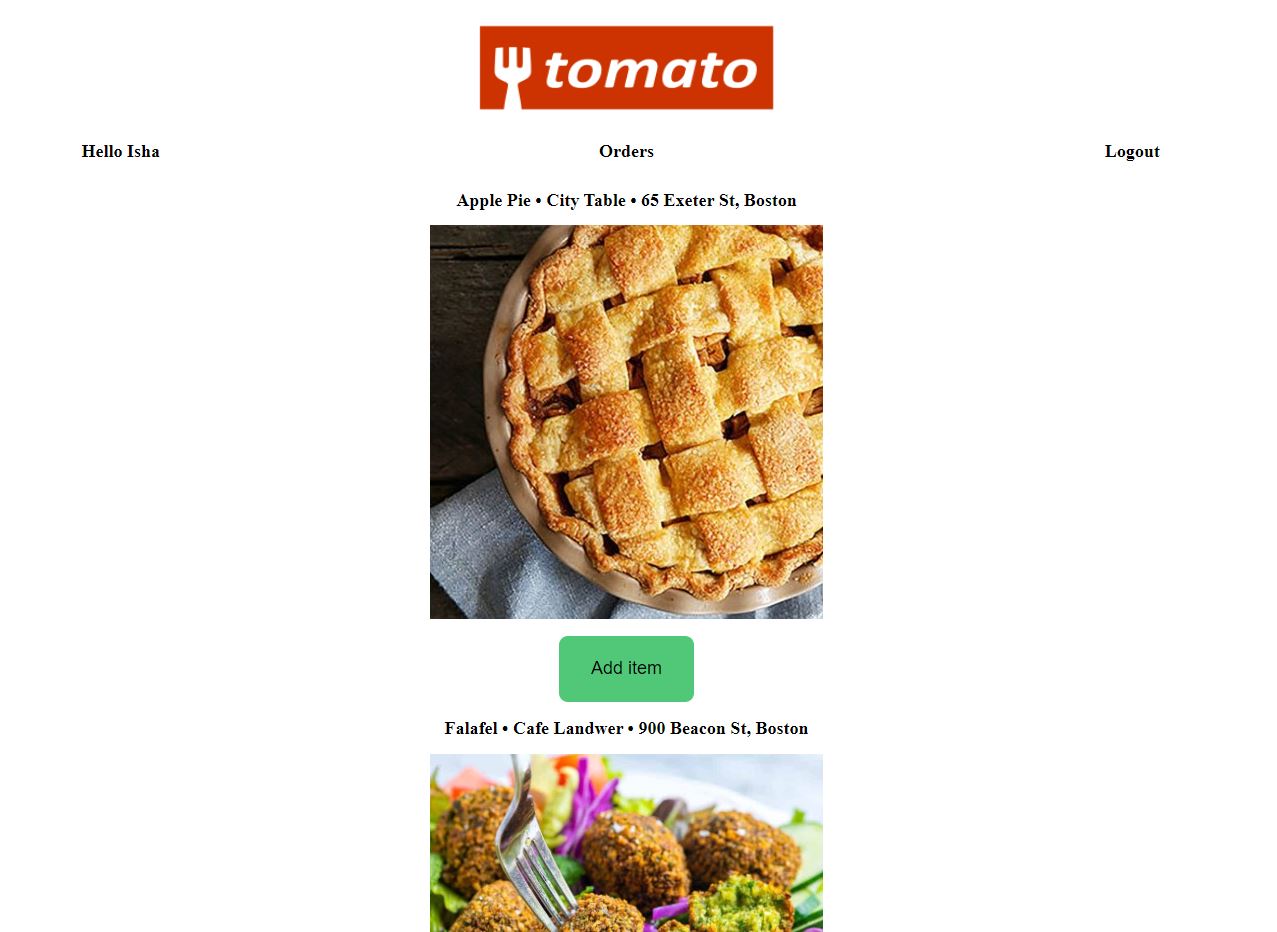 tomato
Hello Isha
Orders
Logout
Apple Pie • City Table • 65 Exeter St, Boston
Add item
Falafel • Cafe Landwer • 900 Beacon St, Boston